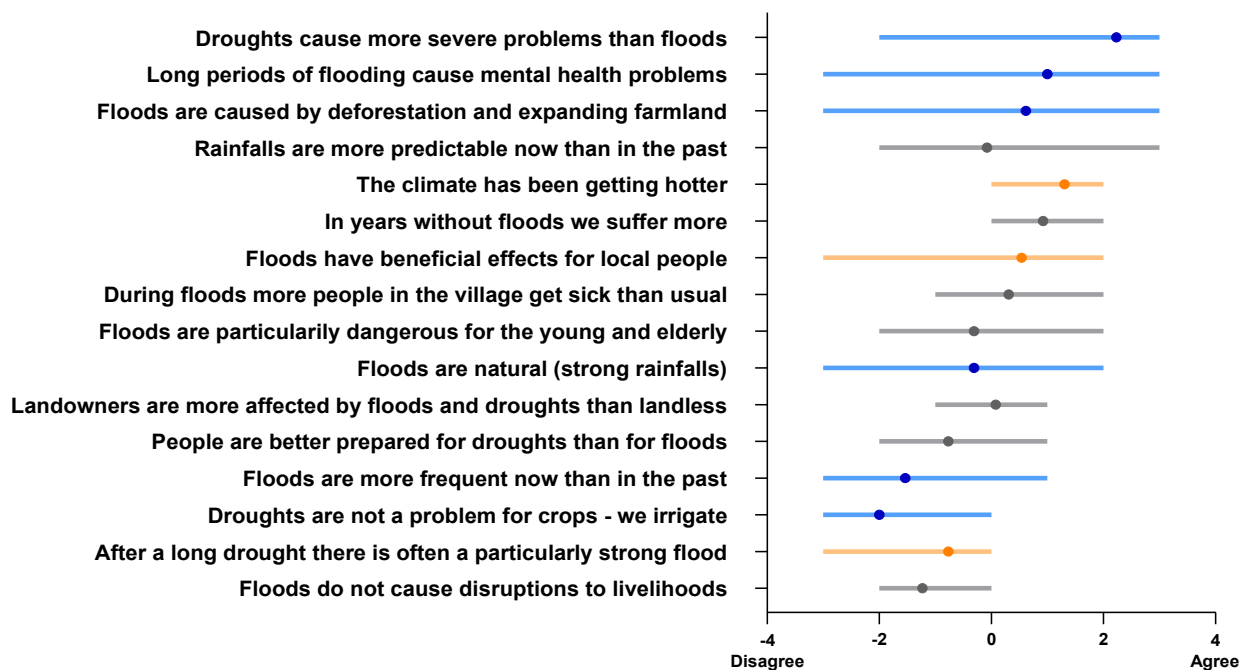 Droughts cause more severe problems than floods
Long periods of flooding cause mental health problems
Floods are caused by deforestation and expanding farmland
Rainfalls are more predictable now than in the past
The climate has been getting hotter
In years without floods we suffer more
Floods have beneficial effects for local people
During floods more people in the village get sick than usual
Floods are particularily dangerous for the young and elderly
Floods are natural (strong rainfalls)
Landowners are more affected by floods and droughts than landless
People are better prepared for droughts than for floods
Floods are more frequent now than in the past
Droughts are not a problem for crops - we irrigate
After a long drought there is often a particularly strong flood
Floods do not cause disruptions to livelihoods
-4 -2 0 2 4
Disagree Agree